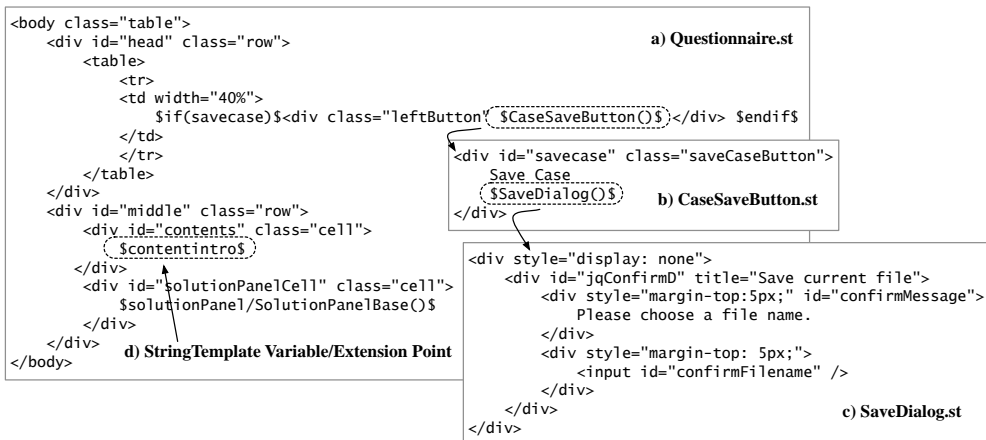 <body class="table">
<div id="head" class="row">
a) Questionnaire.st
<table>
<tr>
<td width="40%">
$if(savecase)$<div class="leftButton" $CaseSaveButton()$ </div> $endif$
</td>
</tr>
</table>
</div>
<div id="middle" class="row">
<div id="contents" class="cell">
$contentintro$
</div>
<div id="solutionPanelCell" class="cell">
$solutionPanel/SolutionPanelBase()$
</div>
</div>
d) StringTemplate Variable/Extension Point
</body>
<div id="savecase" class="saveCaseButton">
Save Case
$SaveDialog()$
b) CaseSaveButton.st
</div>
<div style="display: none">
<div id="jqConfirmD" title="Save current file">
<div style="margin-top:5px;" id="confirmMessage">
Please choose a file name.
</div>
<div style="margin-top: 5px;">
<input id="confirmFilename" />
</div>
</div>
c) SaveDialog.st
</div>